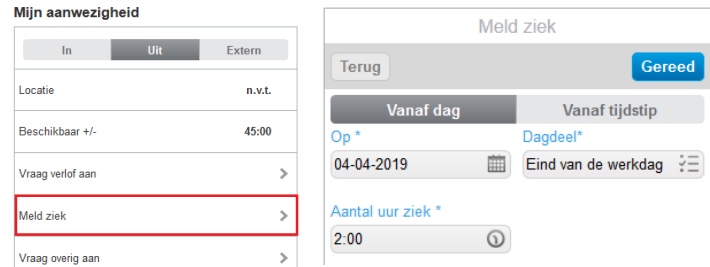 Mijn aanwezigheid
In Uit Extern
Locatie n.v.t.
Beschikbaar +/- 45:00
Vraag verlof aan
Meld ziek
Vraag overig aan
Meld ziek
Terug Gereed
Vanaf dag Vanaf tijdstip
Op * Dagdeel*
04-04-2019 Eind van de werkdag
Aantal uur ziek *
2:00